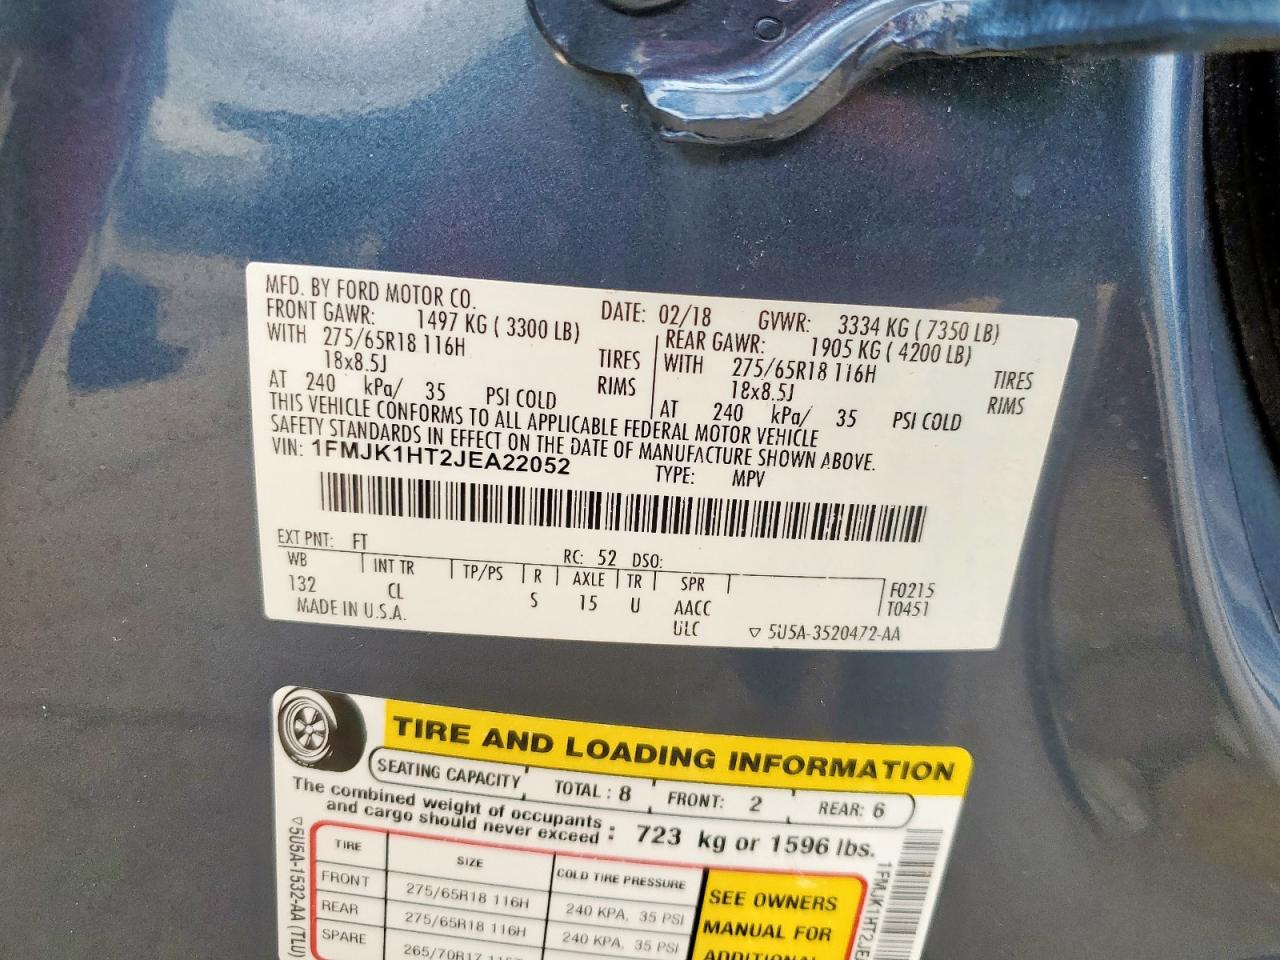 MFD. BY FORD MOTOR CO.
DATE: 02/18 GVWR: 3334 KG ( 7350 LB)
FRONT GAWR: 1497 KG ( 3300 LB)
WITH 275/65R18 116H TIRES
18x8.5J RIMS
AT 240 kPa/ 35 PSI COLD
REAR GAWR: 1905 KG ( 4200 LB)
WITH 275/65R18 116H TIRES
18x8.5J RIMS
AT 240 kPa/ 35 PSI COLD
THIS VEHICLE CONFORMS TO ALL APPLICABLE FEDERAL MOTOR VEHICLE
SAFETY STANDARDS IN EFFECT ON THE DATE OF MANUFACTURE SHOWN ABOVE.
VIN: 1FMJK1HT2JEA22052
TYPE: MPV
EXT PNT: FT RC: 52 DSO:
WB INT TR TP/PS R AXLE TR SPR
132 CL S 15 U AACC
ULC
F0215
T0451
MADE IN U.S.A.
▽ 5U5A-3520472-AA
TIRE AND LOADING INFORMATION
SEATING CAPACITY TOTAL : 8 FRONT: 2 REAR: 6
The combined weight of occupants
and cargo should never exceed : 723 kg or 1596 lbs.
TIRE SIZE COLD TIRE PRESSURE
FRONT 275/65R18 116H 240 KPA, 35 PSI
REAR 275/65R18 116H 240 KPA, 35 PSI
SPARE 265/70R17
SEE OWNERS
MANUAL FOR
ADDITIONAL
▽5U5A-1532-AA (TLU)